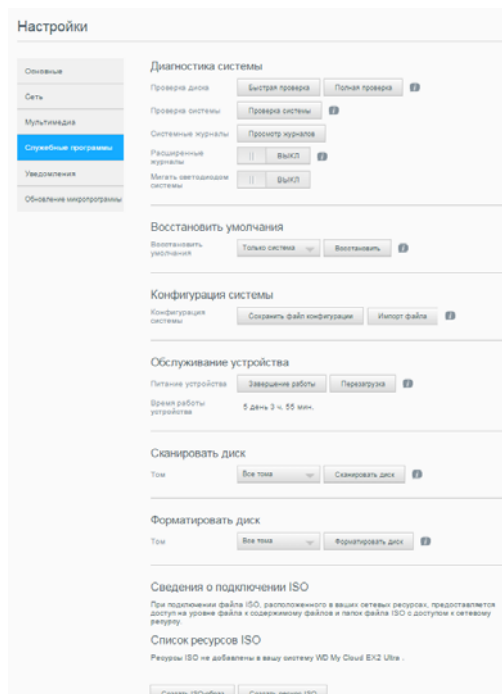 Настройки
Основные
Сеть
Мультимедиа
Служебные программы
Уведомления
Обновление микропрограммы
Диагностика системы
Проверка диска
Быстрая проверка
Полная проверка
Проверка системы
Проверка системы
Системные журналы
Просмотр журналов
Расширенные
журналы
ВЫКЛ
Мигать светодиодом
системы
ВЫКЛ
Восстановить умолчания
Восстановить
умолчания
Только система
Восстановить
Конфигурация системы
Конфигурация
системы
Сохранить файл конфигурации
Импорт файла
Обслуживание устройства
Питание устройства
Завершение работы
Перезагрузка
Время работы
устройства
5 день 3 ч. 55 мин.
Сканировать диск
Том
Все тома
Сканировать диск
Форматировать диск
Том
Все тома
Форматировать диск
Сведения о подключении ISO
При подключении файла ISO, расположенного в ваших сетевых ресурсах, предоставляется
доступ на уровне файла к содержимому файлов и папок файла ISO с доступом к сетевому
ресурсу.
Список ресурсов ISO
Ресурсы ISO не добавлены в вашу систему WD My Cloud EX2 Ultra .